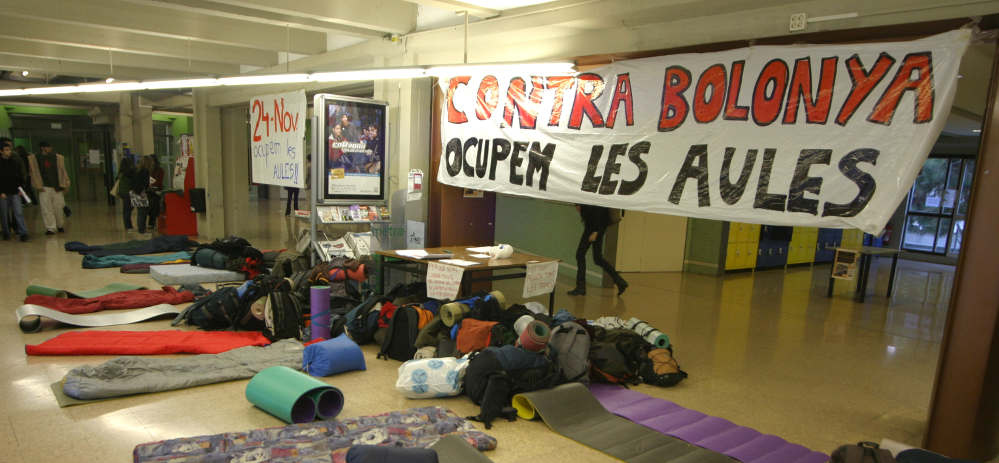 CONTRA BOLONYA
OCUPEM LES AULES
24-Nov
OCUPEM LES
AULES!!